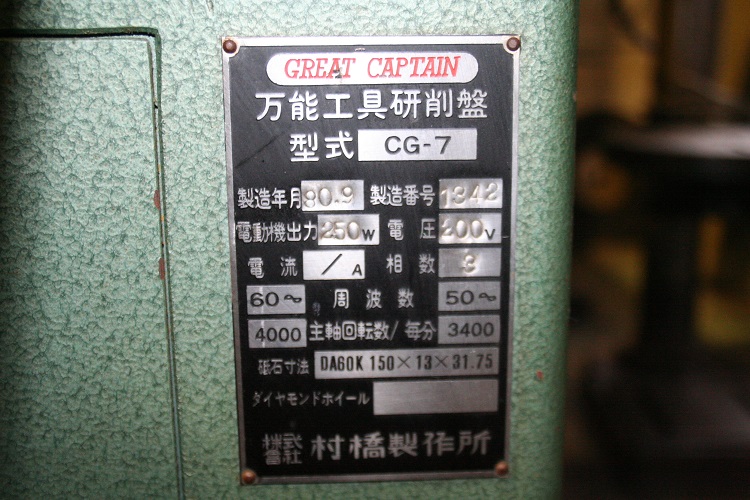 GREAT CAPTAIN
万能工具研削盤
型式 CG-7
製造年月 80.9 製造番号 1342
電動機出力 250W 電圧 200V
電流 / A 相数 3
60~ 周波数 50~
4000 主軸回転数/毎分 3400
砥石寸法 DA60K 150×13×31.75
ダイヤモンドホイール
株式会社 村橋製作所